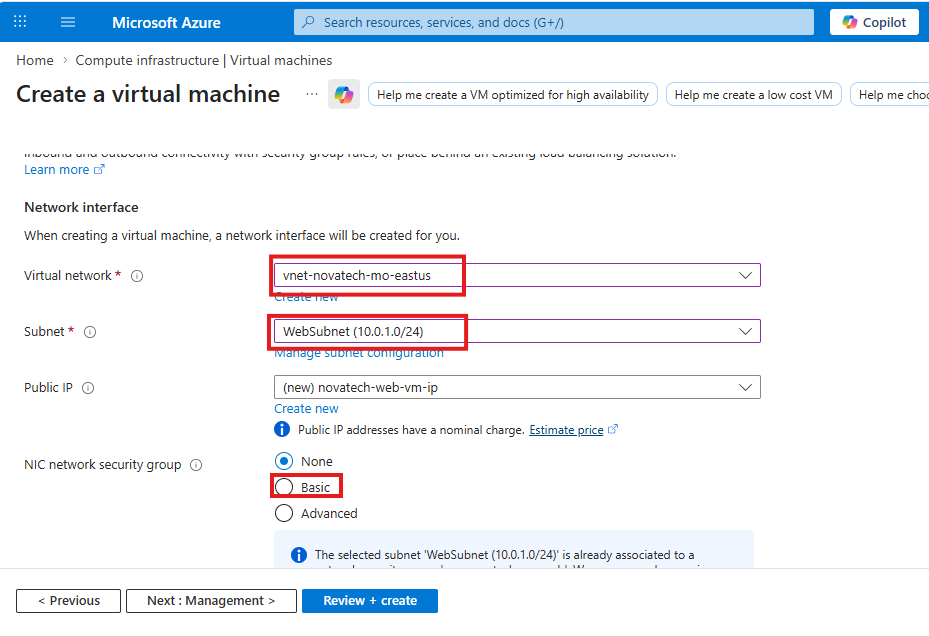 Microsoft Azure
Search resources, services, and docs (G+/)
Copilot
Home > Compute infrastructure | Virtual machines
Create a virtual machine ...
Help me create a VM optimized for high availability
Help me create a low cost VM
Help me choo
inbound and outbound connectivity with security group rules, or place behind an existing load balancing solution.
Learn more
Network interface
When creating a virtual machine, a network interface will be created for you.
Virtual network *
vnet-novatech-mo-eastus
Create new
Subnet *
WebSubnet (10.0.1.0/24)
Manage subnet configuration
Public IP
(new) novatech-web-vm-ip
Create new
Public IP addresses have a nominal charge. Estimate price
NIC network security group
None
Basic
Advanced
The selected subnet 'WebSubnet (10.0.1.0/24)' is already associated to a
< Previous
Next : Management >
Review + create